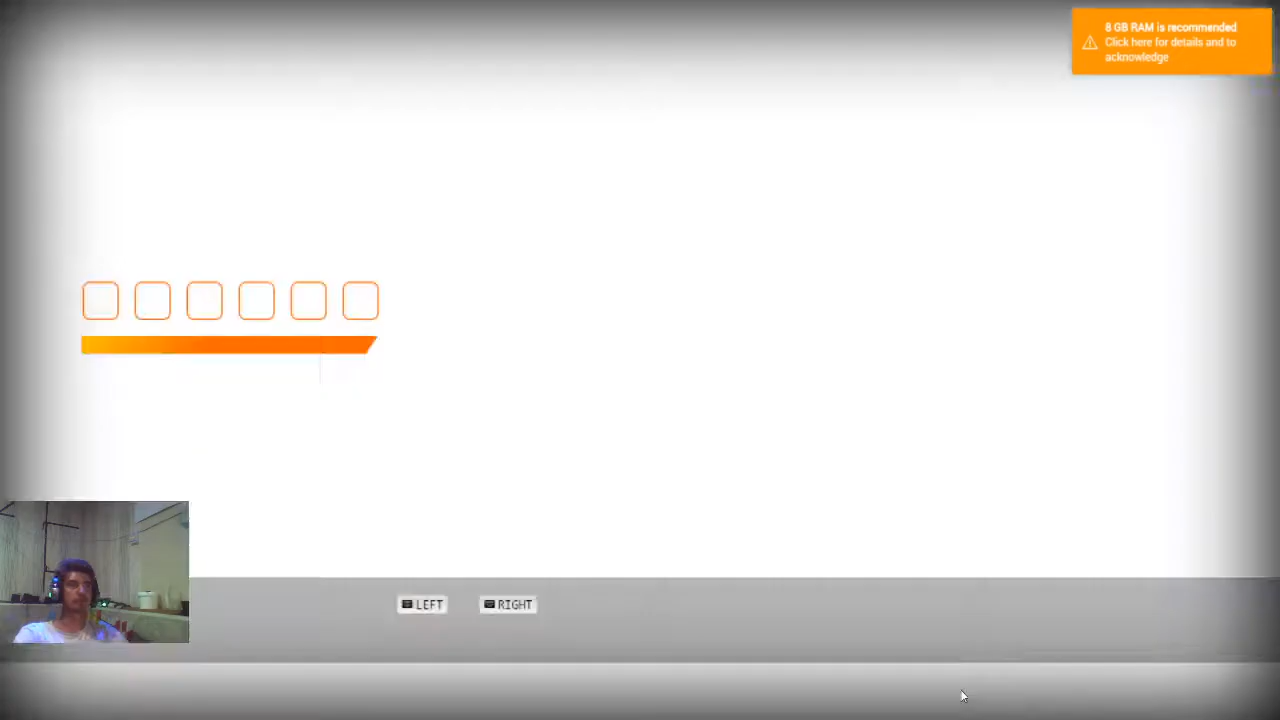 8 GB RAM is recommended
Click here for details and to
acknowledge
LEFT RIGHT